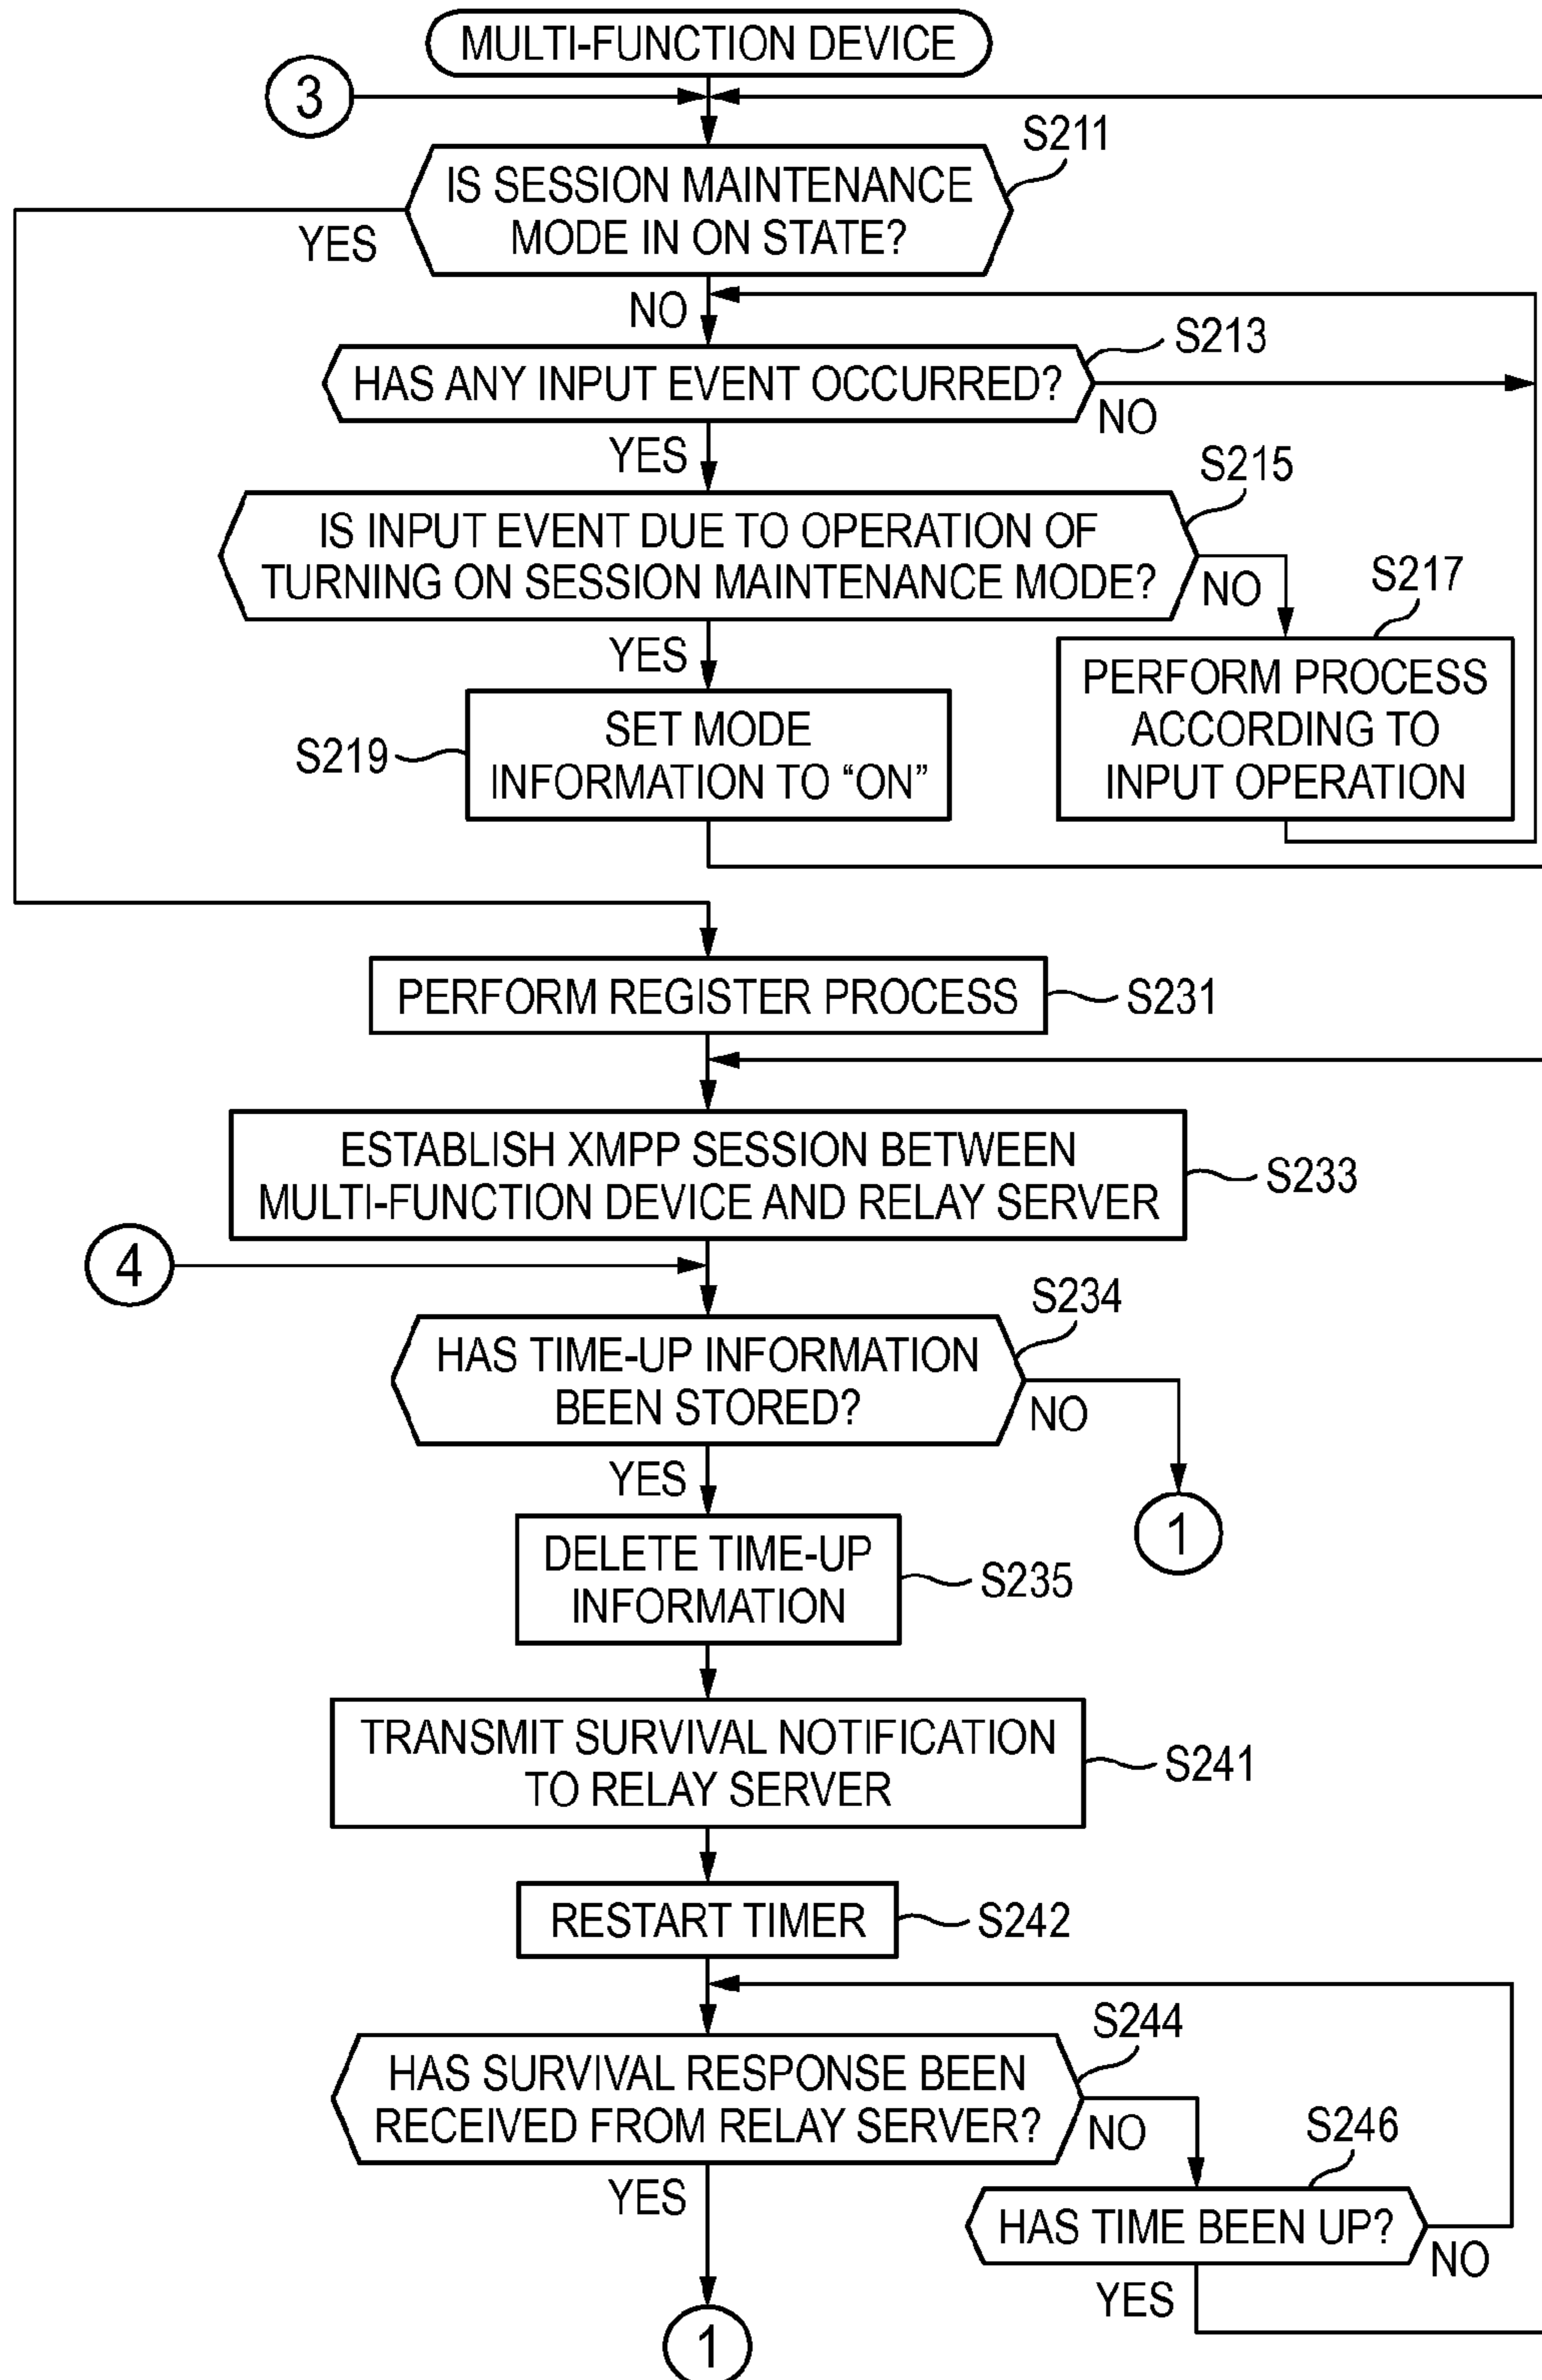 MULTI-FUNCTION DEVICE
3
S211
IS SESSION MAINTENANCE
MODE IN ON STATE?
YES
NO
S213
HAS ANY INPUT EVENT OCCURRED?
NO
YES
S215
IS INPUT EVENT DUE TO OPERATION OF
TURNING ON SESSION MAINTENANCE MODE?
NO
S217
YES
PERFORM PROCESS
ACCORDING TO
INPUT OPERATION
SET MODE
INFORMATION TO “ON”
S219
PERFORM REGISTER PROCESS
S231
ESTABLISH XMPP SESSION BETWEEN
MULTI-FUNCTION DEVICE AND RELAY SERVER
S233
4
S234
HAS TIME-UP INFORMATION
BEEN STORED?
NO
YES
1
DELETE TIME-UP
INFORMATION
S235
TRANSMIT SURVIVAL NOTIFICATION
TO RELAY SERVER
S241
RESTART TIMER
S242
S244
HAS SURVIVAL RESPONSE BEEN
RECEIVED FROM RELAY SERVER?
NO
S246
YES
HAS TIME BEEN UP?
NO
YES
1